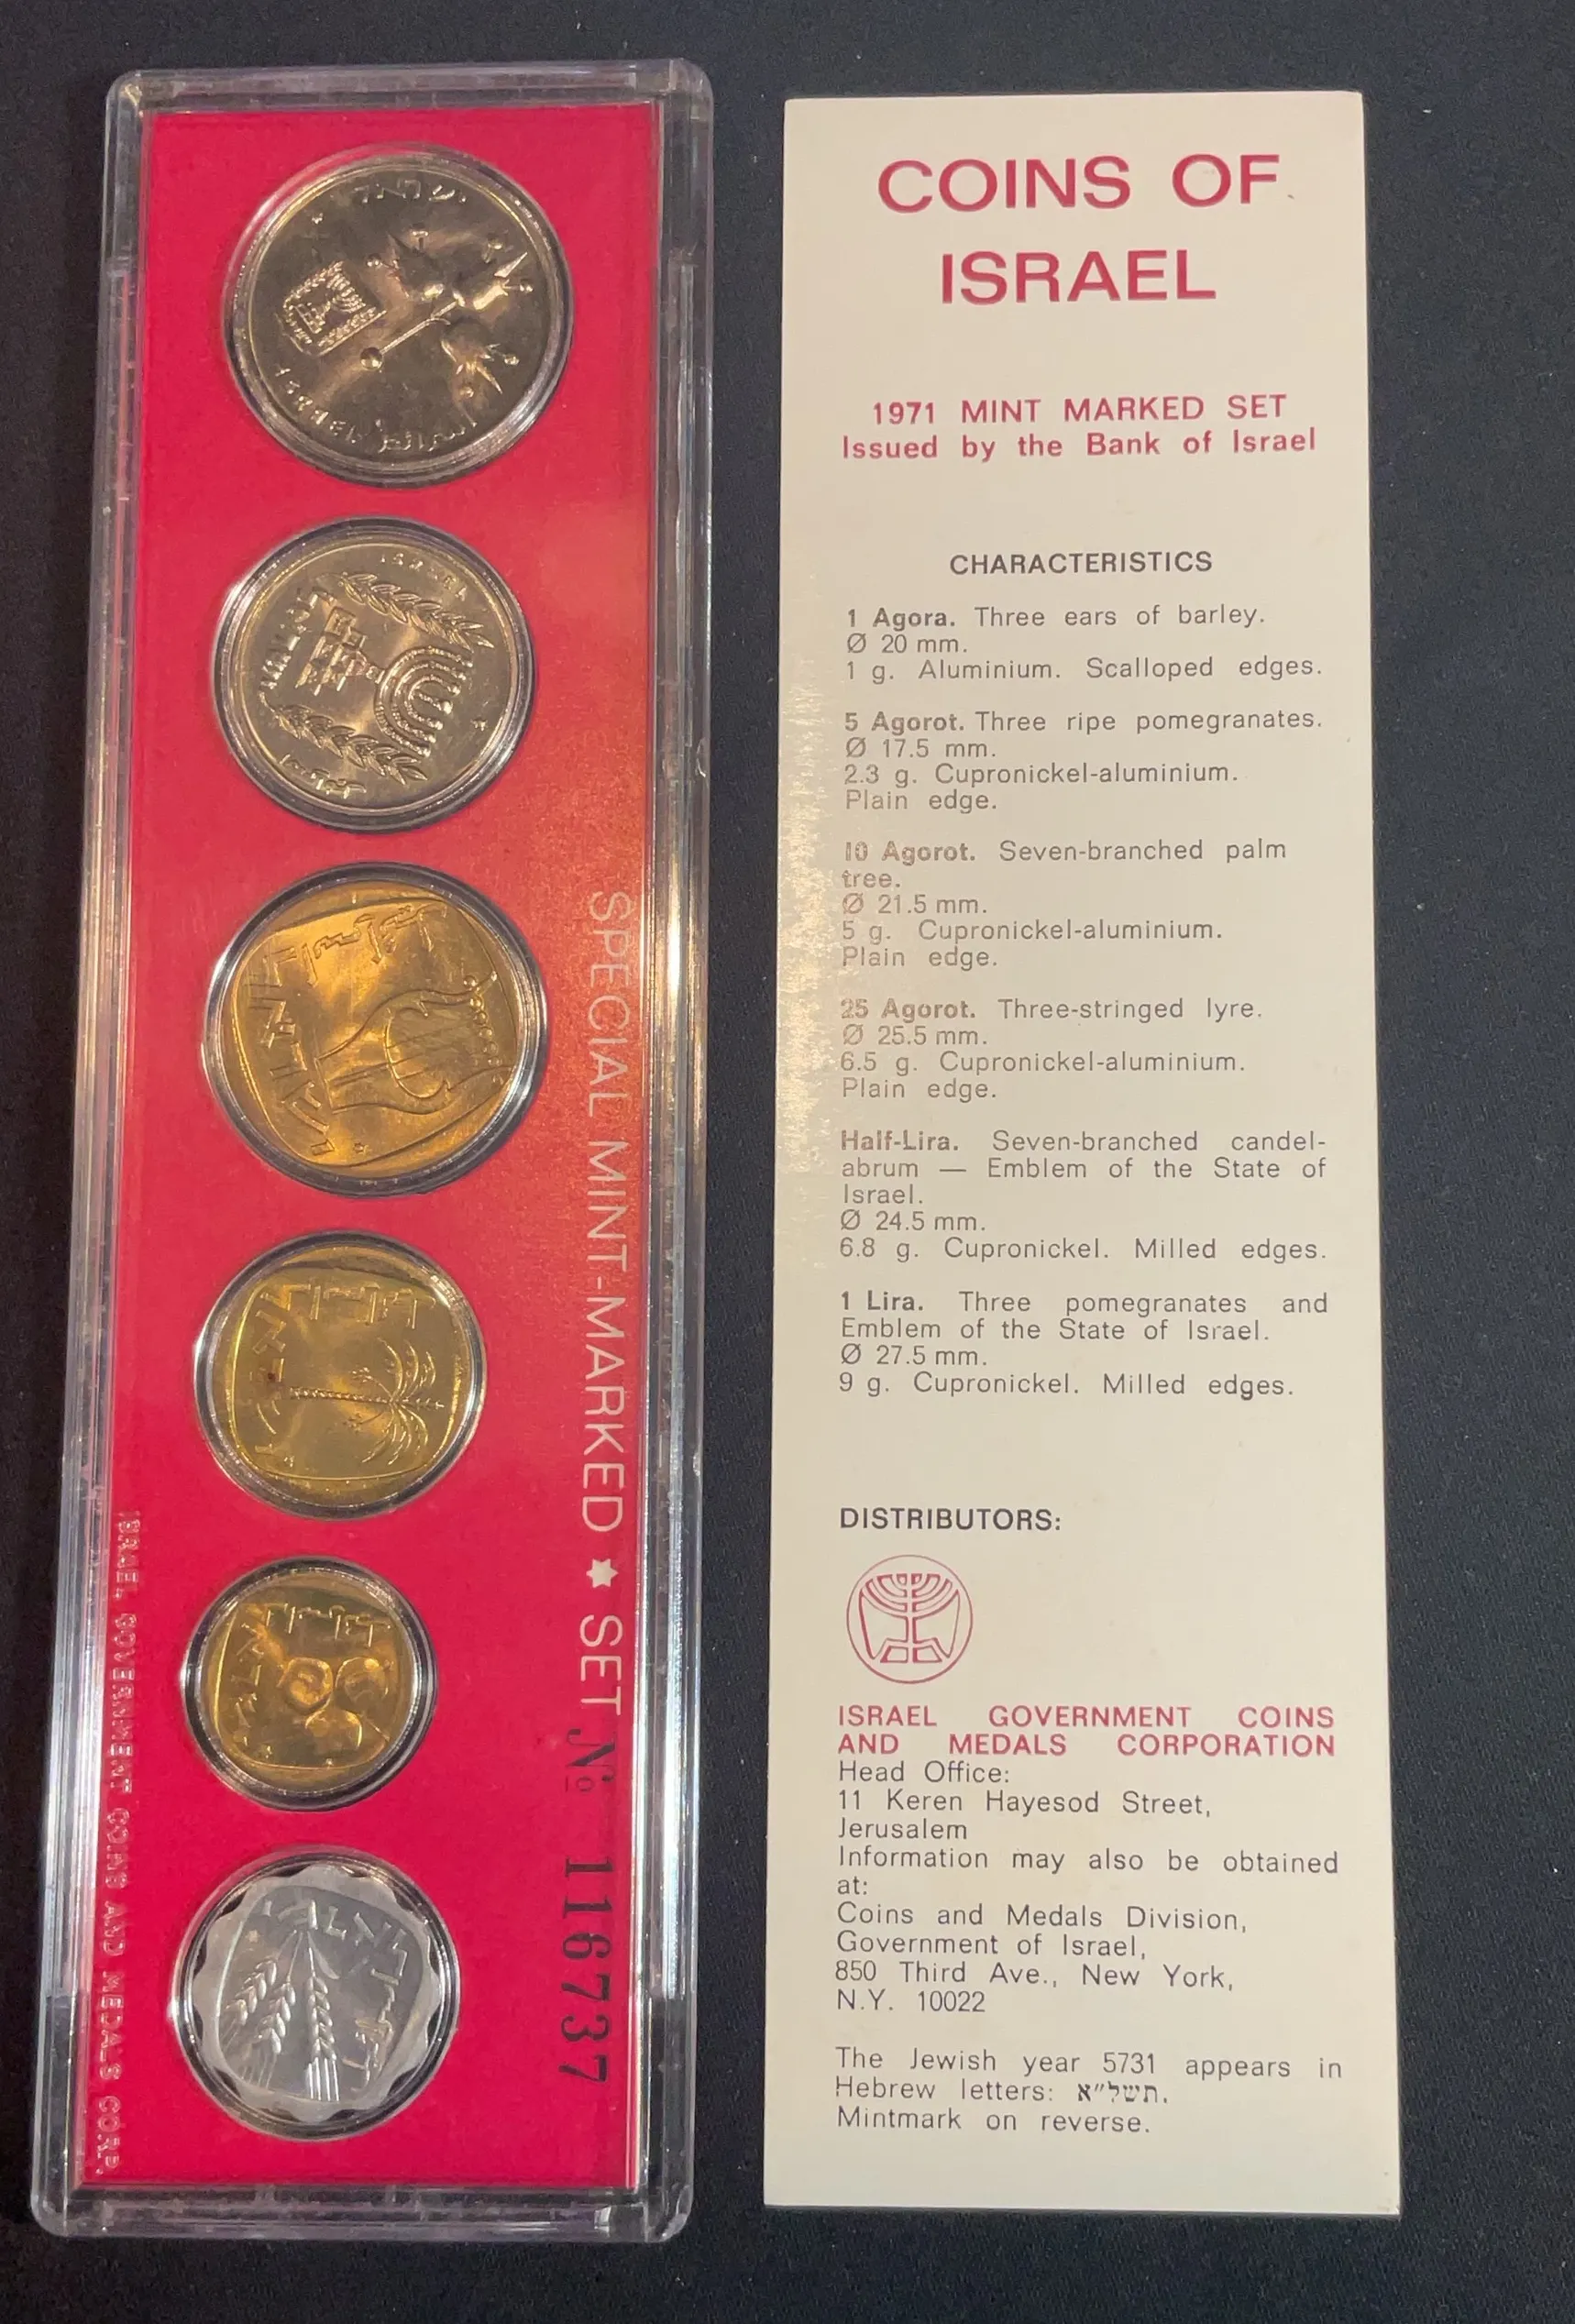 SPECIAL MINT-MARKED ★ SET № 116737
ISRAEL GOVERNMENT COINS AND MEDALS CORP.
COINS OF
ISRAEL
1971 MINT MARKED SET
Issued by the Bank of Israel
CHARACTERISTICS
1 Agora. Three ears of barley.
Ø 20 mm.
1 g. Aluminium. Scalloped edges.
5 Agorot. Three ripe pomegranates.
Ø 17.5 mm.
2.3 g. Cupronickel-aluminium.
Plain edge.
10 Agorot. Seven-branched palm
tree.
Ø 21.5 mm.
5 g. Cupronickel-aluminium.
Plain edge.
25 Agorot. Three-stringed lyre.
Ø 25.5 mm.
6.5 g. Cupronickel-aluminium.
Plain edge.
Half-Lira. Seven-branched candel-
abrum — Emblem of the State of
Israel.
Ø 24.5 mm.
6.8 g. Cupronickel. Milled edges.
1 Lira. Three pomegranates and
Emblem of the State of Israel.
Ø 27.5 mm.
9 g. Cupronickel. Milled edges.
DISTRIBUTORS:
ISRAEL GOVERNMENT COINS
AND MEDALS CORPORATION
Head Office:
11 Keren Hayesod Street,
Jerusalem
Information may also be obtained
at:
Coins and Medals Division,
Government of Israel,
850 Third Ave., New York,
N.Y. 10022
The Jewish year 5731 appears in
Hebrew letters: תשל״א.
Mintmark on reverse.
ישראל
ISRAEL
إسرائيل